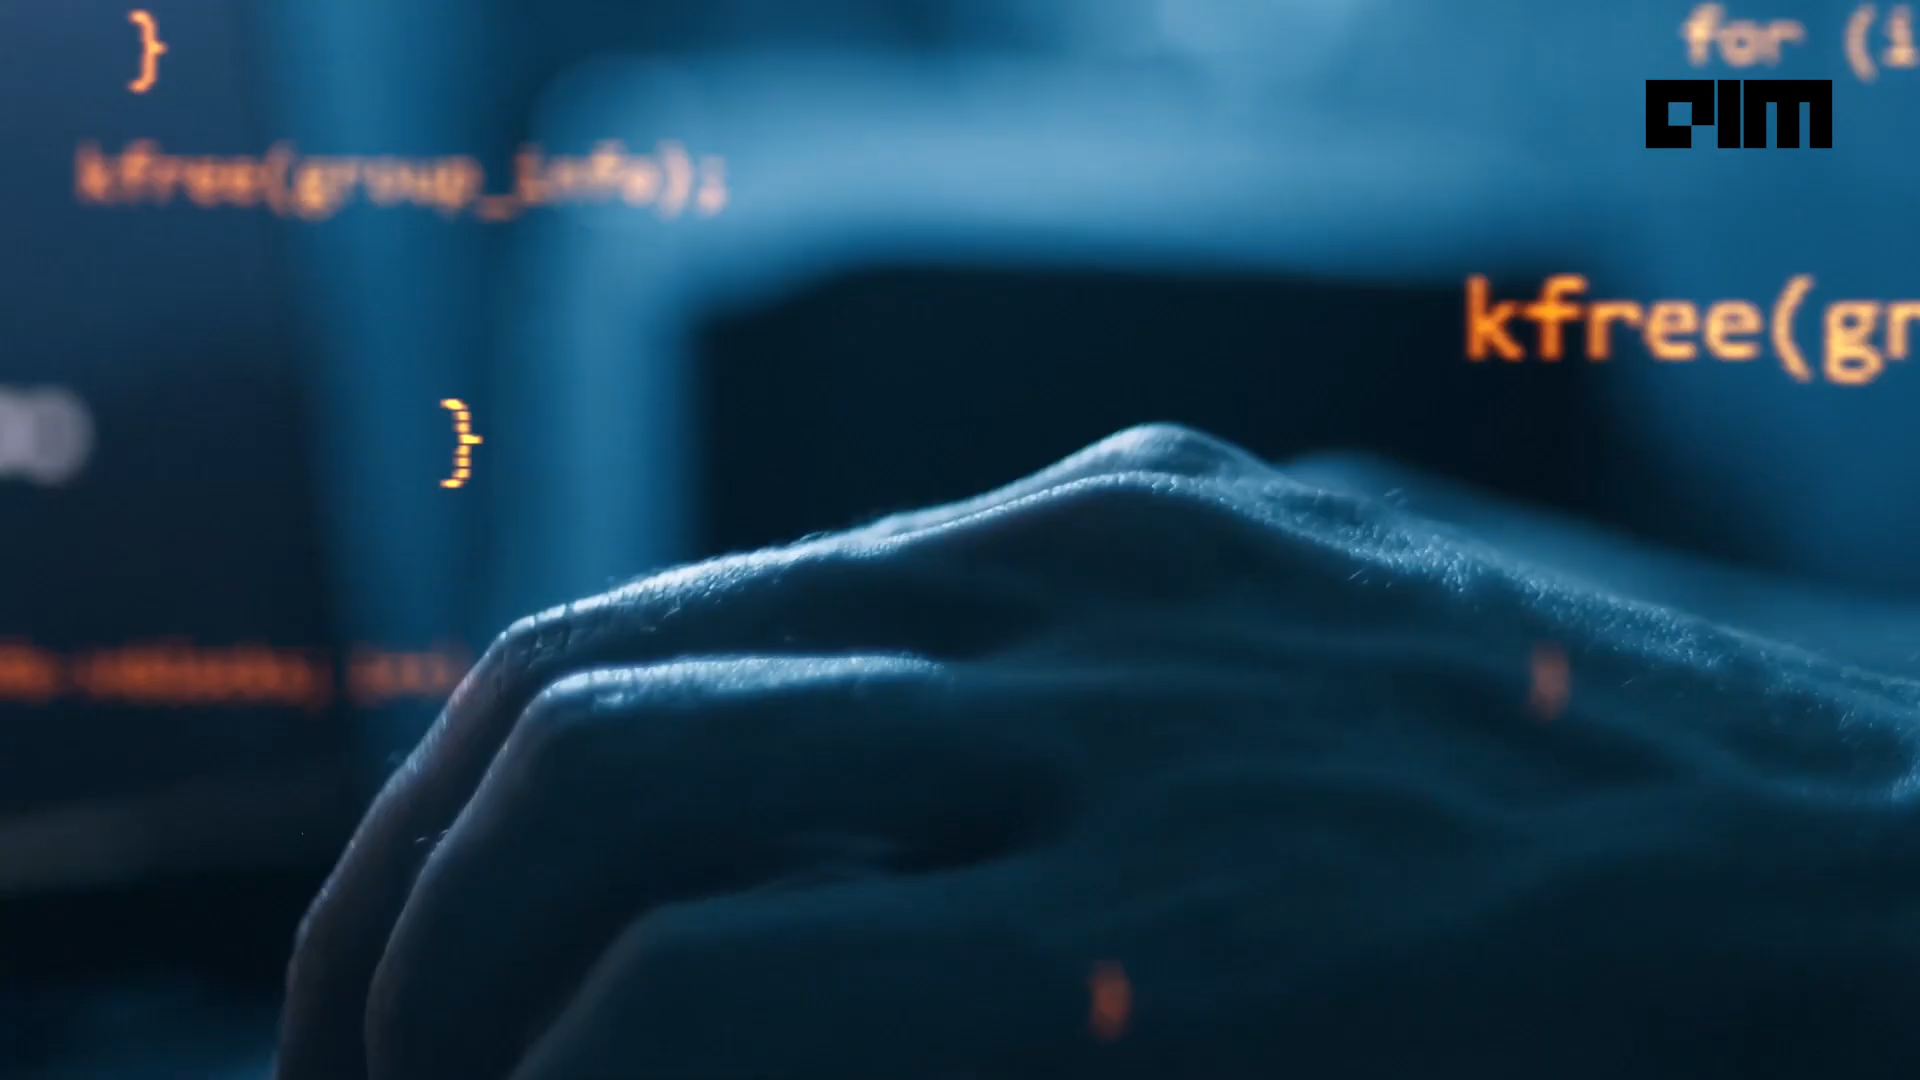 }
for (i
AIM
kfree(group_info);
kfree(gr
}